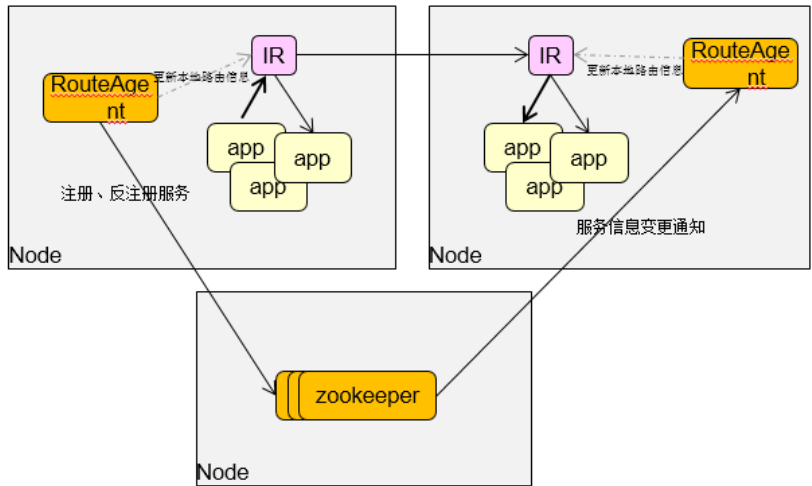 IR
RouteAge
nt
更新本地路由信息
app
app
app
注册、反注册服务
Node
IR
RouteAge
nt
更新本地路由信息
app
app
app
服务信息变更通知
Node
zookeeper
Node